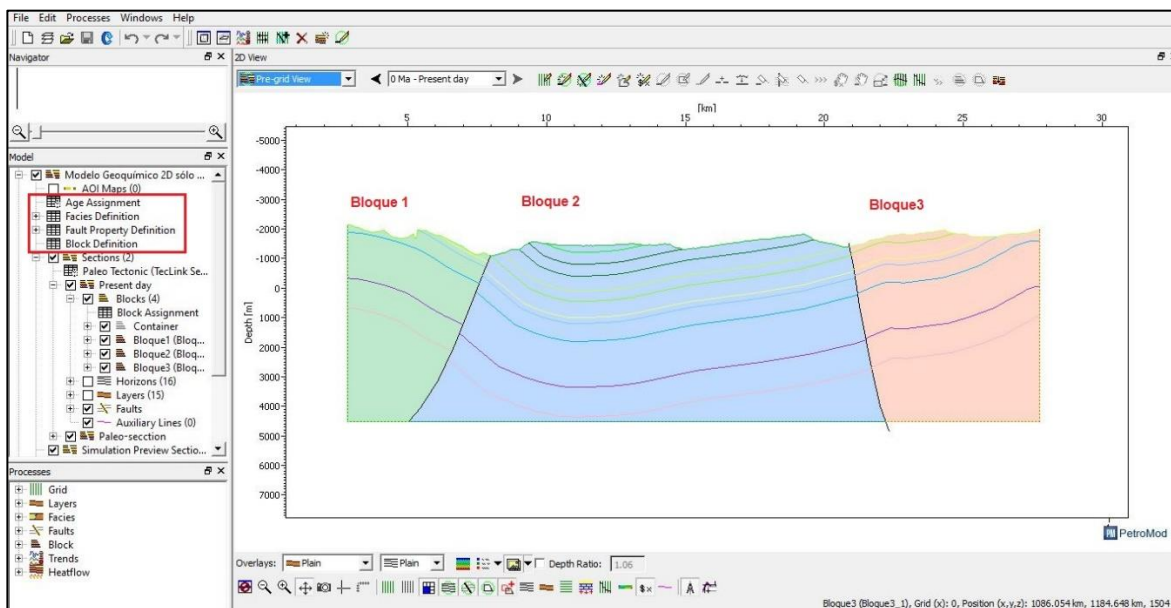 File Edit Processes Windows Help
Navigator
2D View
Pre-grid View
0 Ma - Present day
Model
Modelo Geoquímico 2D sólo ...
AOI Maps (0)
Age Assignment
Facies Definition
Fault Property Definition
Block Definition
Sections (2)
Paleo Tectonic (TecLink Se...
Present day
Blocks (4)
Block Assignment
Container
Bloque1 (Bloq...
Bloque2 (Bloq...
Bloque3 (Bloq...
Horizons (16)
Layers (15)
Faults
Auxiliary Lines (0)
Paleo-secction
Simulation Preview Sectio...
Processes
Grid
Layers
Facies
Faults
Block
Trends
Heatflow
[km]
5 10 15 20 25 30
-5000
-4000
-3000
-2000
-1000
0
1000
2000
3000
4000
5000
6000
7000
Depth [m]
Bloque 1
Bloque 2
Bloque3
PM PetroMod
Overlays: Plain Plain Depth Ratio: 1.06
Bloque3 (Bloque3_1), Grid (x): 0, Position (x,y,z): 1086.054 km, 1184.648 km, 1504